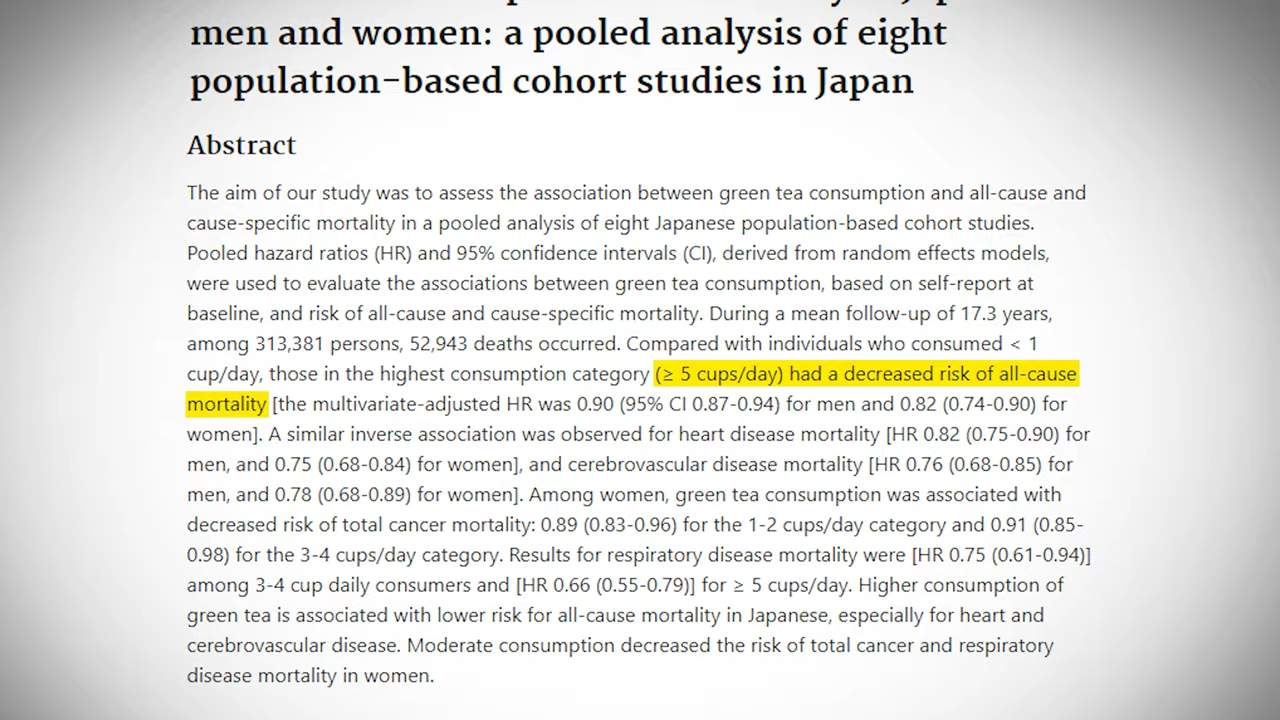 men and women: a pooled analysis of eight
population-based cohort studies in Japan
Abstract
The aim of our study was to assess the association between green tea consumption and all-cause and
cause-specific mortality in a pooled analysis of eight Japanese population-based cohort studies.
Pooled hazard ratios (HR) and 95% confidence intervals (CI), derived from random effects models,
were used to evaluate the associations between green tea consumption, based on self-report at
baseline, and risk of all-cause and cause-specific mortality. During a mean follow-up of 17.3 years,
among 313,381 persons, 52,943 deaths occurred. Compared with individuals who consumed < 1
cup/day, those in the highest consumption category (≥ 5 cups/day) had a decreased risk of all-cause
mortality [the multivariate-adjusted HR was 0.90 (95% CI 0.87-0.94) for men and 0.82 (0.74-0.90) for
women]. A similar inverse association was observed for heart disease mortality [HR 0.82 (0.75-0.90) for
men, and 0.75 (0.68-0.84) for women], and cerebrovascular disease mortality [HR 0.76 (0.68-0.85) for
men, and 0.78 (0.68-0.89) for women]. Among women, green tea consumption was associated with
decreased risk of total cancer mortality: 0.89 (0.83-0.96) for the 1-2 cups/day category and 0.91 (0.85-
0.98) for the 3-4 cups/day category. Results for respiratory disease mortality were [HR 0.75 (0.61-0.94)]
among 3-4 cup daily consumers and [HR 0.66 (0.55-0.79)] for ≥ 5 cups/day. Higher consumption of
green tea is associated with lower risk for all-cause mortality in Japanese, especially for heart and
cerebrovascular disease. Moderate consumption decreased the risk of total cancer and respiratory
disease mortality in women.